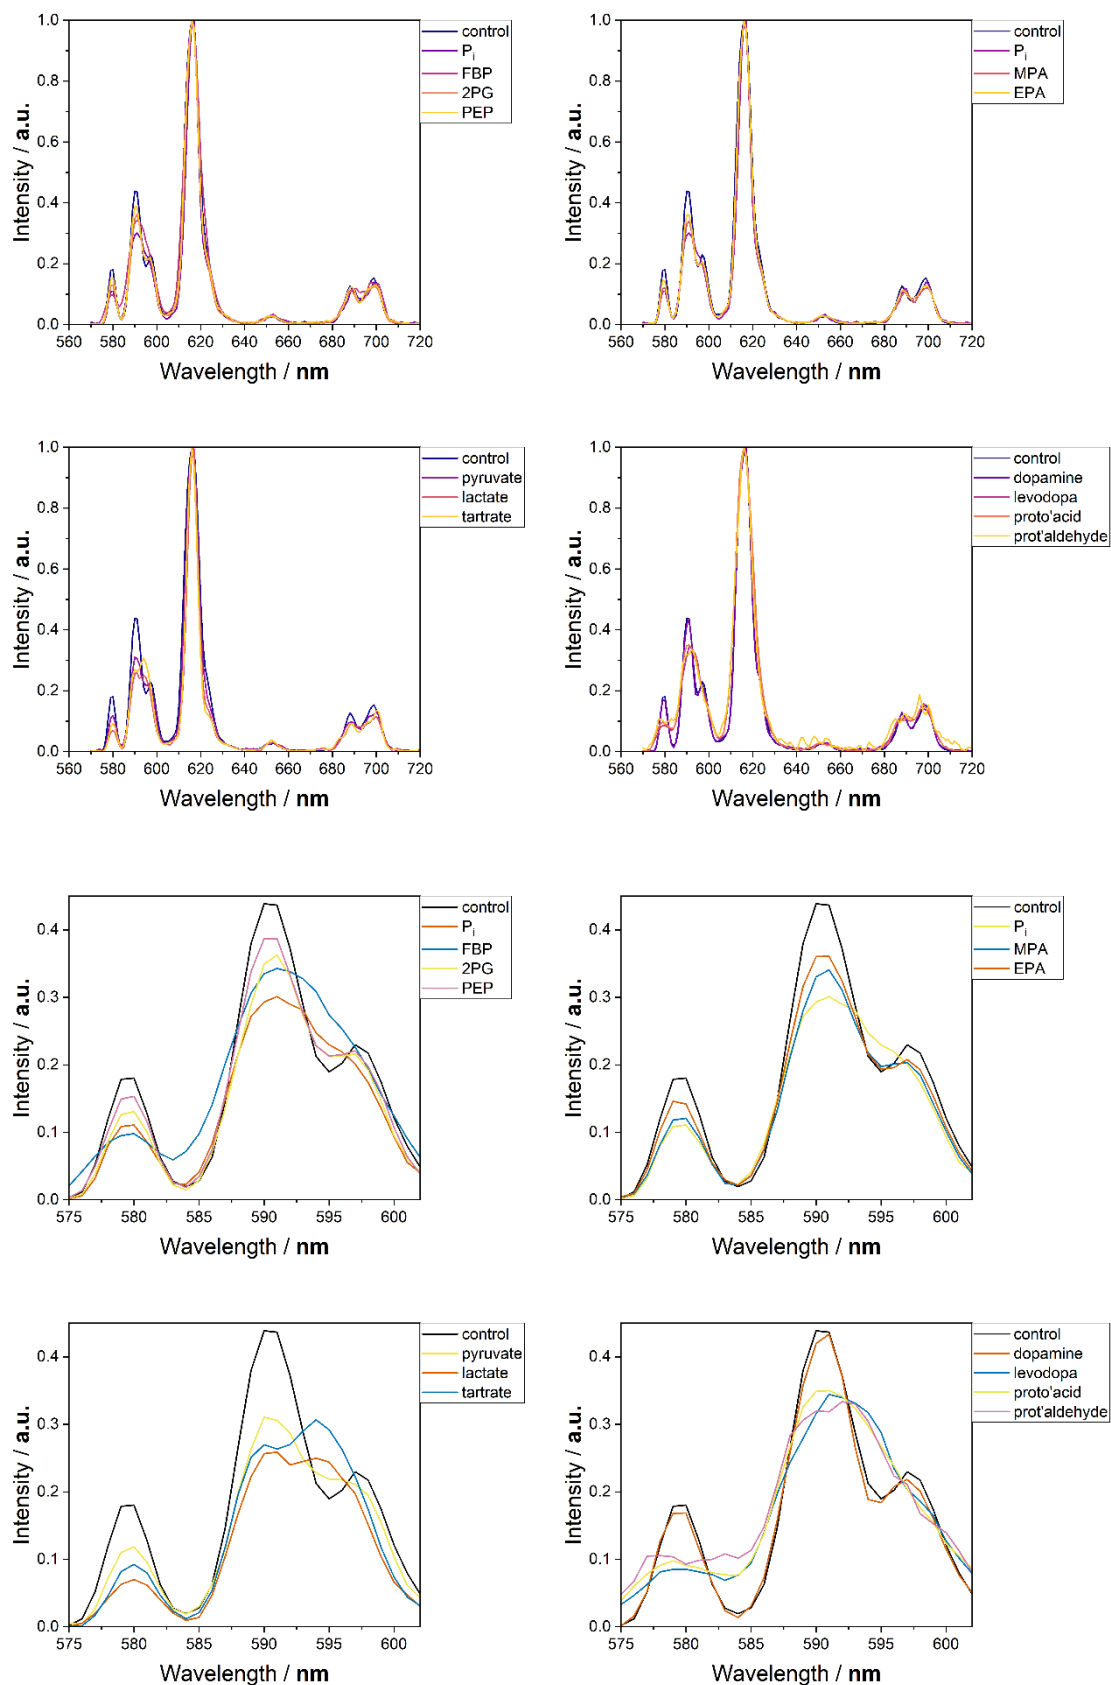 Intensity / a.u.
1.0
0.8
0.6
0.4
0.2
0.0
560 580 600 620 640 660 680 700 720
Wavelength / nm
control
Pi
FBP
2PG
PEP
Intensity / a.u.
1.0
0.8
0.6
0.4
0.2
0.0
560 580 600 620 640 660 680 700 720
Wavelength / nm
control
Pi
MPA
EPA
Intensity / a.u.
1.0
0.8
0.6
0.4
0.2
0.0
560 580 600 620 640 660 680 700 720
Wavelength / nm
control
pyruvate
lactate
tartrate
Intensity / a.u.
1.0
0.8
0.6
0.4
0.2
0.0
560 580 600 620 640 660 680 700 720
Wavelength / nm
control
dopamine
levodopa
proto'acid
prot'aldehyde
Intensity / a.u.
0.4
0.3
0.2
0.1
0.0
575 580 585 590 595 600
Wavelength / nm
control
Pi
FBP
2PG
PEP
Intensity / a.u.
0.4
0.3
0.2
0.1
0.0
575 580 585 590 595 600
Wavelength / nm
control
Pi
MPA
EPA
Intensity / a.u.
0.4
0.3
0.2
0.1
0.0
575 580 585 590 595 600
Wavelength / nm
control
pyruvate
lactate
tartrate
Intensity / a.u.
0.4
0.3
0.2
0.1
0.0
575 580 585 590 595 600
Wavelength / nm
control
dopamine
levodopa
proto'acid
prot'aldehyde